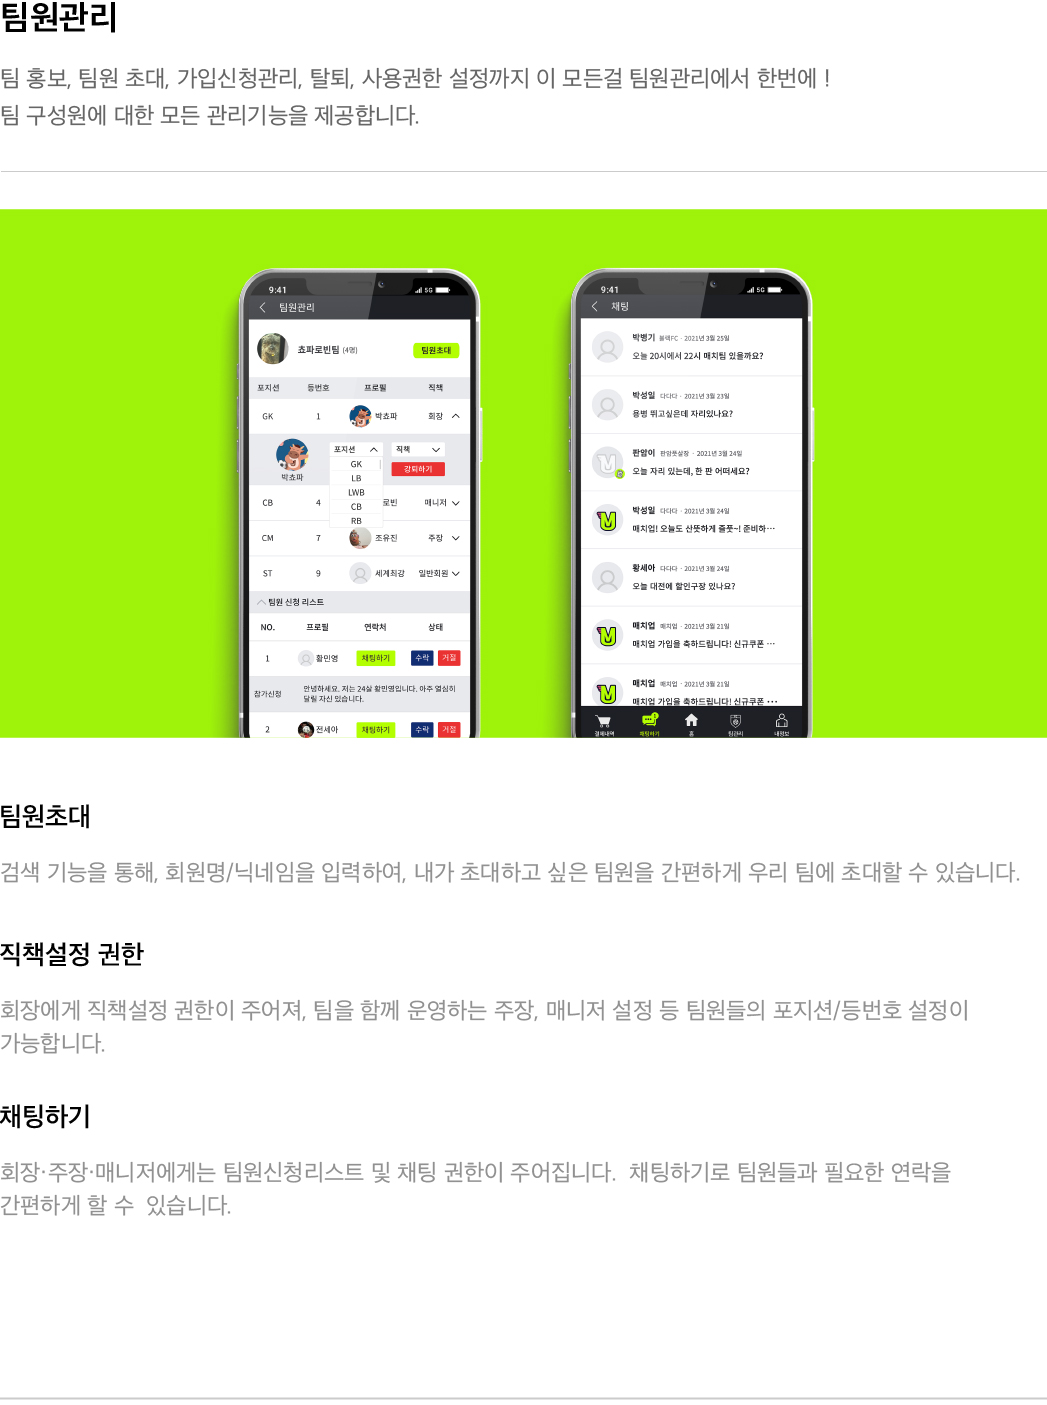 팀원관리
팀 홍보, 팀원 초대, 가입신청관리, 탈퇴, 사용권한 설정까지 이 모든걸 팀원관리에서 한번에 !
팀 구성원에 대한 모든 관리기능을 제공합니다.
9:41
5G
팀원관리
쵸파로빈팀 (4명)
팀원초대
포지션 등번호 프로필 직책
GK 1 박쵸파 회장
박쵸파
포지션 직책
GK
강퇴하기
LB
LWB
CB
RB
CB 4 로빈 매니저
CM 7 조유진 주장
ST 9 세계최강 일반회원
팀원 신청 리스트
NO. 프로필 연락처 상태
1 황민영 채팅하기 수락 거절
참가신청
안녕하세요. 저는 24살 황민영입니다. 아주 열심히
달릴 자신 있습니다.
2 전세아 채팅하기 수락 거절
9:41
5G
채팅
박병기 블랙FC · 2021년 3월 25일
오늘 20시에서 22시 매치팀 있을까요?
박성일 다다다 · 2021년 3월 23일
용병 뛰고싶은데 자리있나요?
판암이 판암풋살장 · 2021년 3월 24일
오늘 자리 있는데, 한 판 어떠세요?
박성일 다다다 · 2021년 3월 24일
매치업! 오늘도 산뜻하게 즐풋~! 준비하···
황세아 다다다 · 2021년 3월 24일
오늘 대전에 할인구장 있나요?
매치업 매치업 · 2021년 3월 21일
매치업 가입을 축하드립니다! 신규쿠폰 ···
매치업 매치업 · 2021년 3월 21일
매치업 가입을 축하드립니다! 신규쿠폰 ···
결제내역 채팅하기 홈 팀관리 내정보
팀원초대
검색 기능을 통해, 회원명/닉네임을 입력하여, 내가 초대하고 싶은 팀원을 간편하게 우리 팀에 초대할 수 있습니다.
직책설정 권한
회장에게 직책설정 권한이 주어져, 팀을 함께 운영하는 주장, 매니저 설정 등 팀원들의 포지션/등번호 설정이
가능합니다.
채팅하기
회장·주장·매니저에게는 팀원신청리스트 및 채팅 권한이 주어집니다. 채팅하기로 팀원들과 필요한 연락을
간편하게 할 수 있습니다.